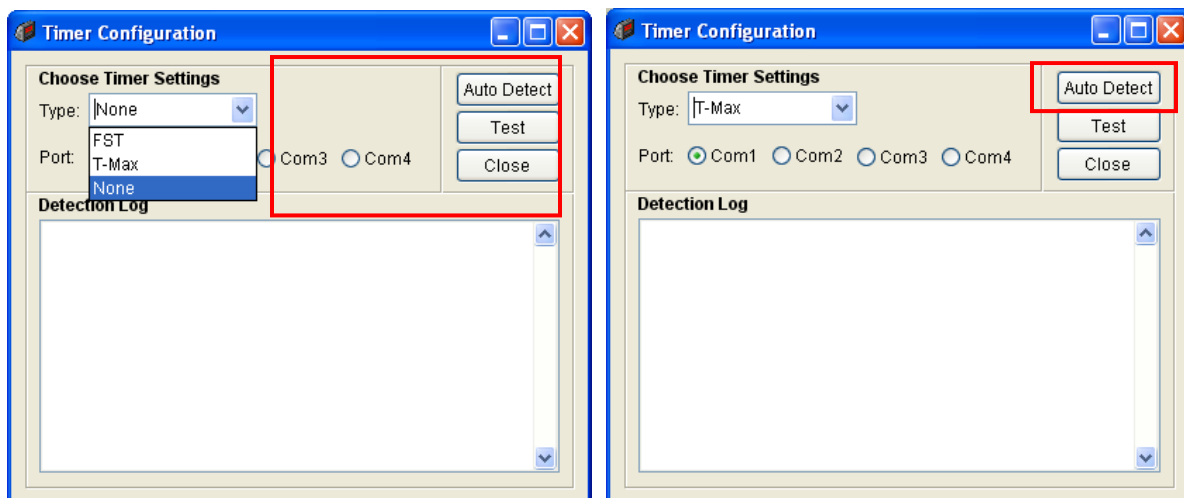 Timer Configuration
Choose Timer Settings
Type: None
FST
T-Max
None
Port: Com3 Com4
Auto Detect
Test
Close
Detection Log
Timer Configuration
Choose Timer Settings
Type: T-Max
Port: Com1 Com2 Com3 Com4
Auto Detect
Test
Close
Detection Log